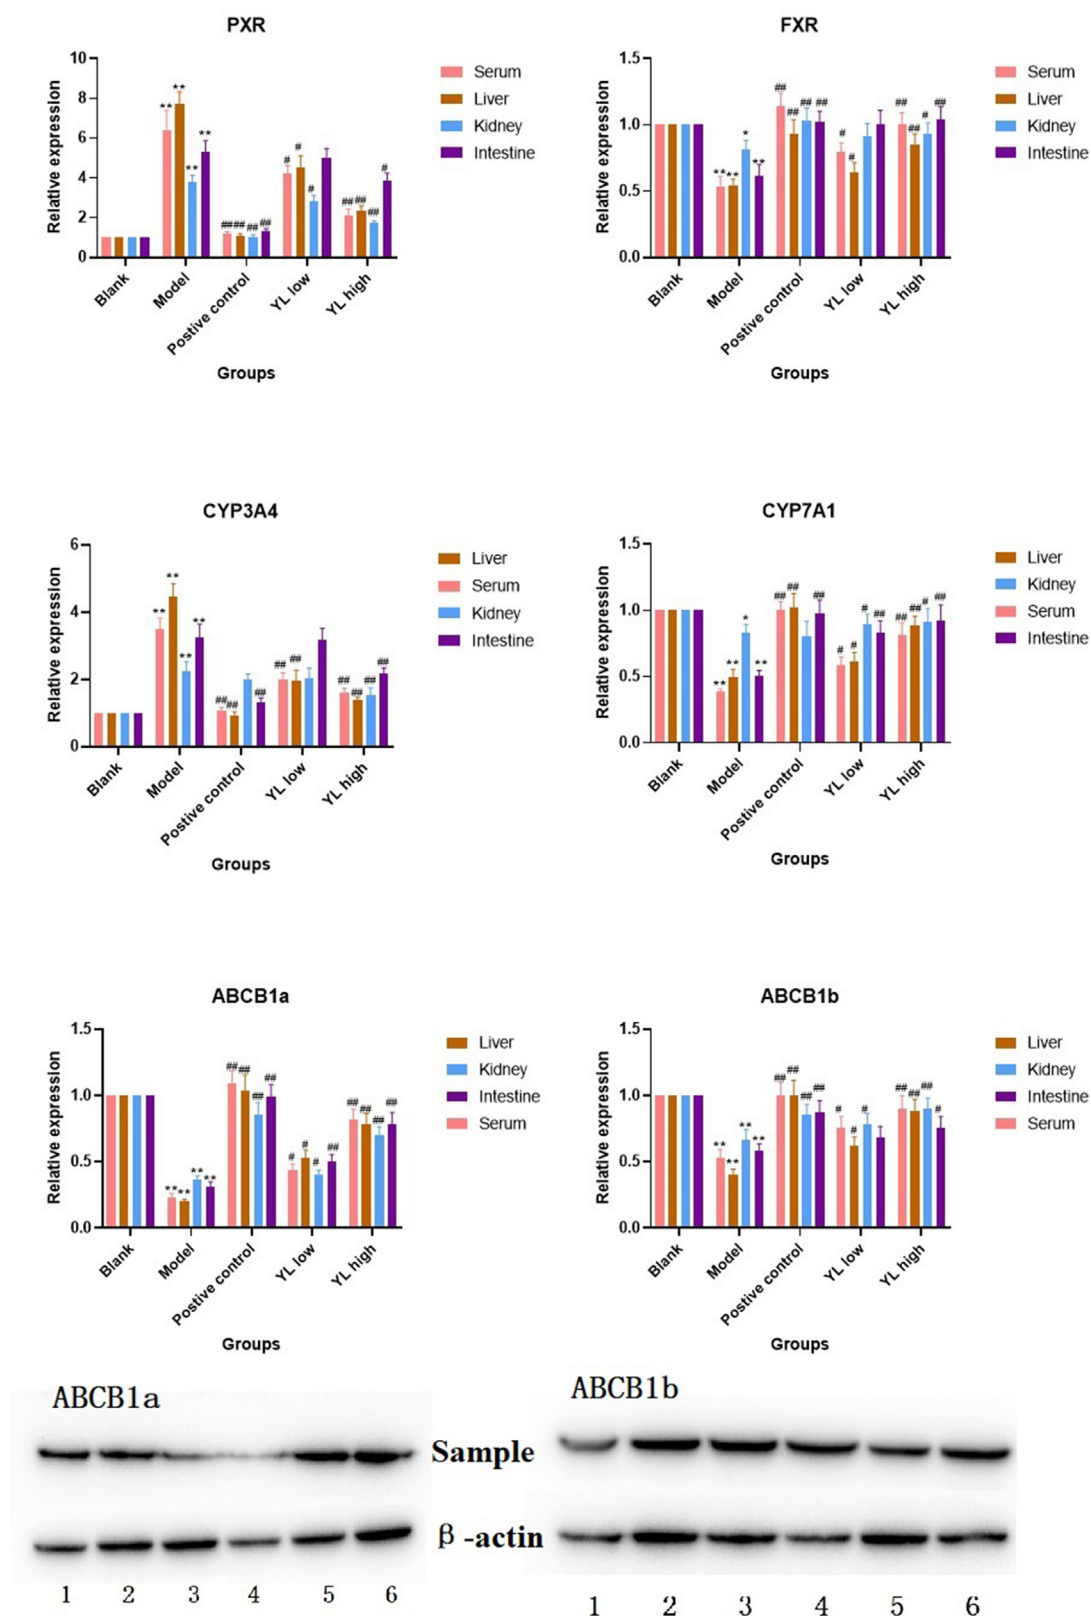 PXR
10
8
6
4
2
0
Relative expression
** ** ** **
## ## ## ##
# # #
## ## ## #
Serum
Liver
Kidney
Intestine
Blank
Model
Postive control
YL low
YL high
Groups
FXR
1.5
1.0
0.5
0.0
Relative expression
** ** * **
## ## ## ##
# #
## ## # ##
Serum
Liver
Kidney
Intestine
Blank
Model
Postive control
YL low
YL high
Groups
CYP3A4
6
4
2
0
Relative expression
** ** ** **
## ## ##
## ##
## ## ## ##
Liver
Serum
Kidney
Intestine
Blank
Model
Postive control
YL low
YL high
Groups
CYP7A1
1.5
1.0
0.5
0.0
Relative expression
** ** * **
## ## ##
# # # ##
## ## # ##
Liver
Kidney
Serum
Intestine
Blank
Model
Postive control
YL low
YL high
Groups
ABCB1a
1.5
1.0
0.5
0.0
Relative expression
** ** ** **
## ## ## ##
# # # ##
## ## ## ##
Liver
Kidney
Intestine
Serum
Blank
Model
Postive control
YL low
YL high
Groups
ABCB1b
1.5
1.0
0.5
0.0
Relative expression
** ** ** **
## ## ## ##
# # #
## ## ## #
Liver
Kidney
Intestine
Serum
Blank
Model
Postive control
YL low
YL high
Groups
ABCB1a
ABCB1b
Sample
β-actin
1 2 3 4 5 6
1 2 3 4 5 6